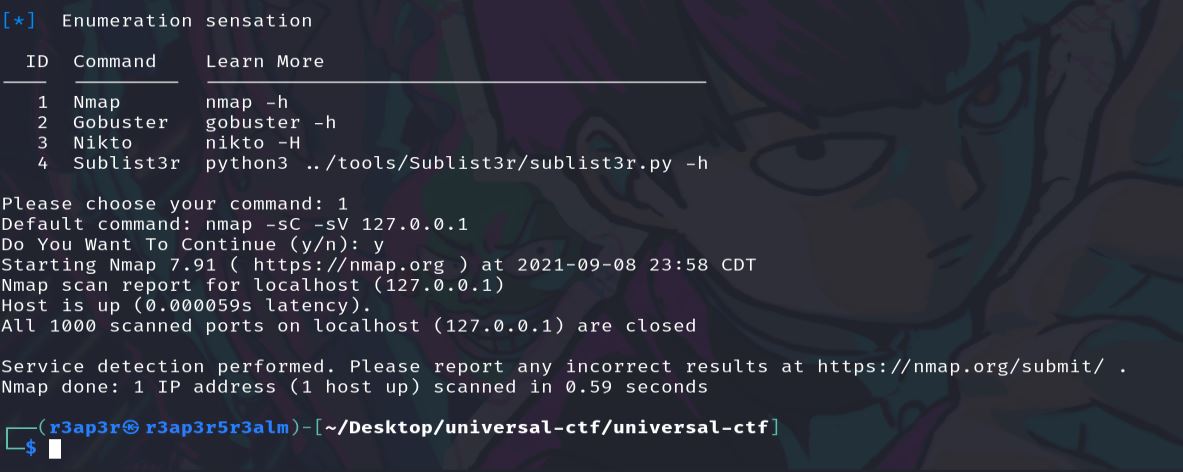 [*]  Enumeration sensation
ID  Command  Learn More
1  Nmap  nmap -h
2  Gobuster  gobuster -h
3  Nikto  nikto -H
4  Sublist3r  python3 ../tools/Sublist3r/sublist3r.py -h
Please choose your command: 1
Default command: nmap -sC -sV 127.0.0.1
Do You Want To Continue (y/n): y
Starting Nmap 7.91 ( https://nmap.org ) at 2021-09-08 23:58 CDT
Nmap scan report for localhost (127.0.0.1)
Host is up (0.000059s latency).
All 1000 scanned ports on localhost (127.0.0.1) are closed
Service detection performed. Please report any incorrect results at https://nmap.org/submit/ .
Nmap done: 1 IP address (1 host up) scanned in 0.59 seconds
┌──(r3ap3r㉿r3ap3r5r3alm)-[~/Desktop/universal-ctf/universal-ctf]
└─$